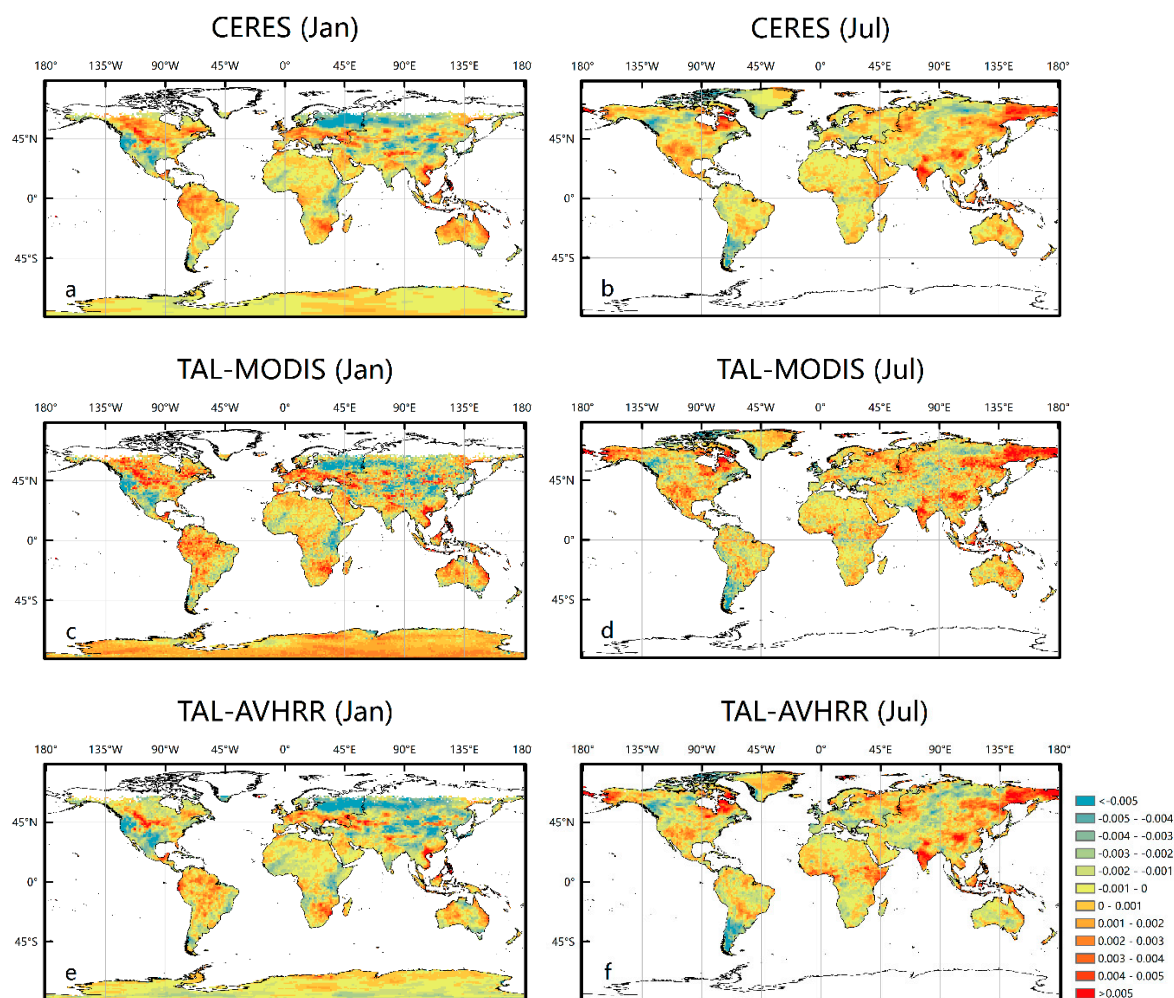 CERES (Jan)
180° 135°W 90°W 45°W 0° 45°E 90°E 135°E 180°
45°N
0°
45°S
a
CERES (Jul)
180° 135°W 90°W 45°W 0° 45°E 90°E 135°E 180°
45°N
0°
45°S
b
TAL-MODIS (Jan)
180° 135°W 90°W 45°W 0° 45°E 90°E 135°E 180°
45°N
0°
45°S
c
TAL-MODIS (Jul)
180° 135°W 90°W 45°W 0° 45°E 90°E 135°E 180°
45°N
0°
45°S
d
TAL-AVHRR (Jan)
180° 135°W 90°W 45°W 0° 45°E 90°E 135°E 180°
45°N
0°
45°S
e
TAL-AVHRR (Jul)
180° 135°W 90°W 45°W 0° 45°E 90°E 135°E 180°
45°N
0°
45°S
f
<-0.005
-0.005 - -0.004
-0.004 - -0.003
-0.003 - -0.002
-0.002 - -0.001
-0.001 - 0
0 - 0.001
0.001 - 0.002
0.002 - 0.003
0.003 - 0.004
0.004 - 0.005
>0.005